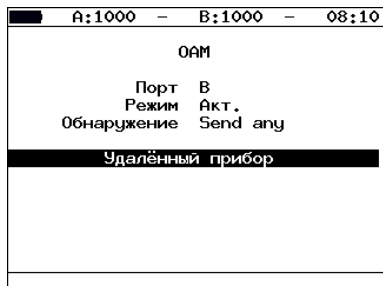 A:1000 – B:1000 – 08:10
OAM
Порт B
Режим Акт.
Обнаружение Send any
Удалённый прибор